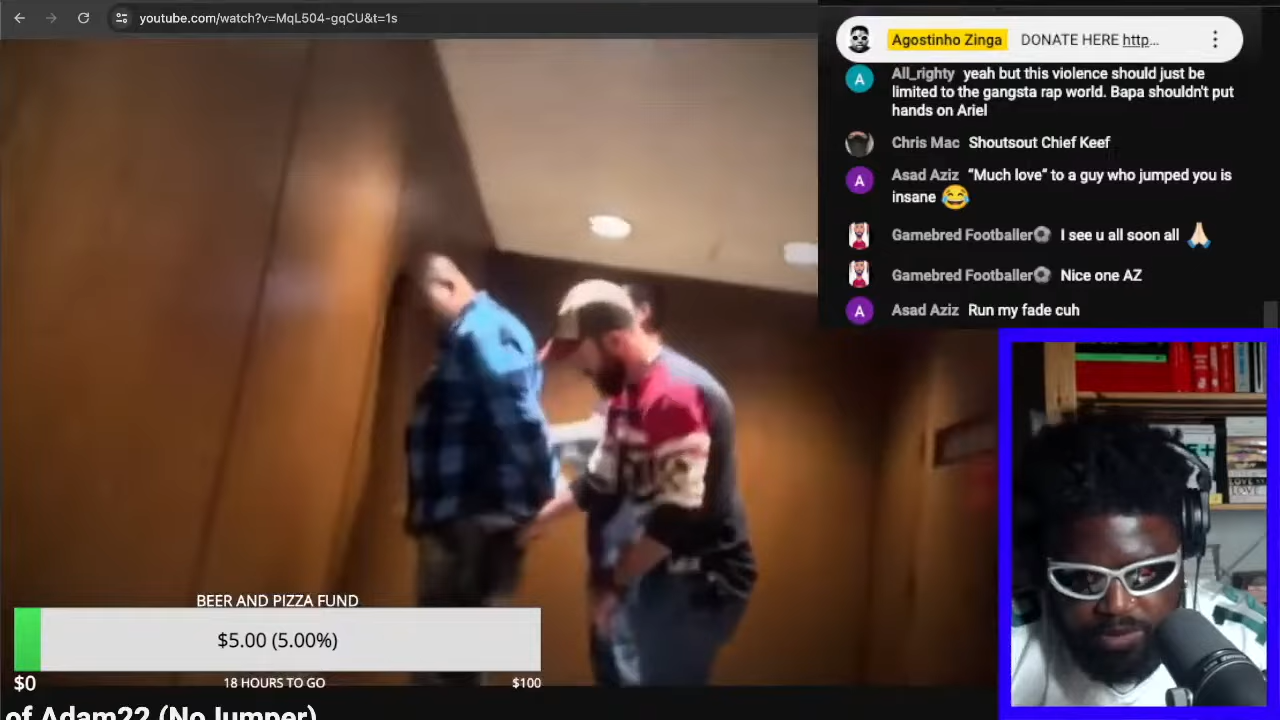 youtube.com/watch?v=MqL504-gqCU&t=1s
Agostinho Zinga DONATE HERE http...
All_righty yeah but this violence should just be
limited to the gangsta rap world. Bapa shouldn't put
hands on Ariel
Chris Mac Shoutsout Chief Keef
Asad Aziz “Much love” to a guy who jumped you is
insane 😂
Gamebred Footballer⚽ I see u all soon all 🙏🏻
Gamebred Footballer⚽ Nice one AZ
Asad Aziz Run my fade cuh
BEER AND PIZZA FUND
$5.00 (5.00%)
$0 18 HOURS TO GO $100
of Adam22 (No Jumper)